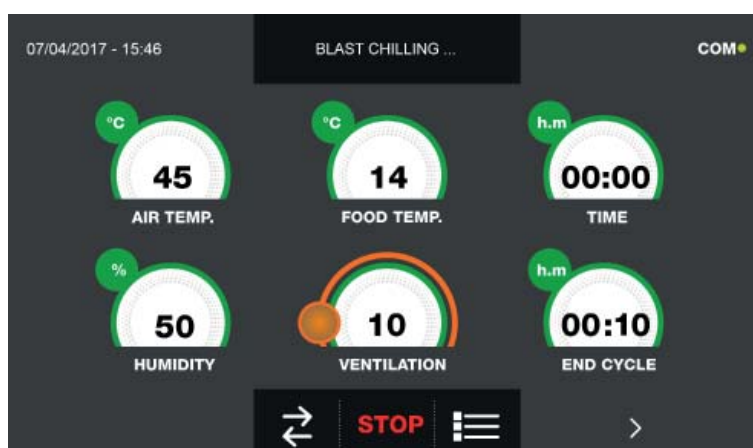 07/04/2017 - 15:46
BLAST CHILLING ...
COM
°C
45
AIR TEMP.
°C
14
FOOD TEMP.
h.m
00:00
TIME
%
50
HUMIDITY
10
VENTILATION
h.m
00:10
END CYCLE
STOP